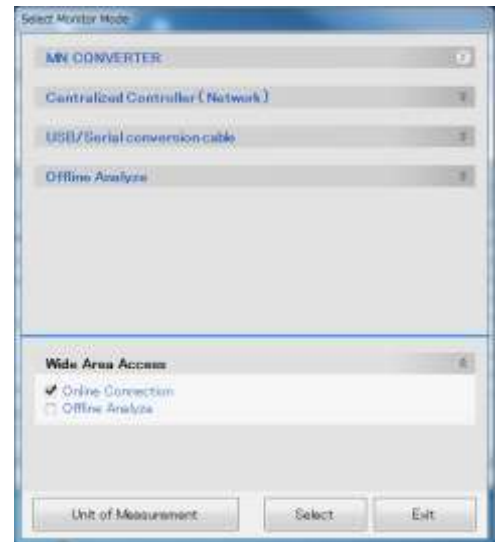 Select Monitor Mode
MN CONVERTER
Centralized Controller ( Network )
USB/Serial conversion cable
Offline Analyze
Wide Area Access
Online Connection
Offline Analyze
Unit of Measurement
Select
Exit